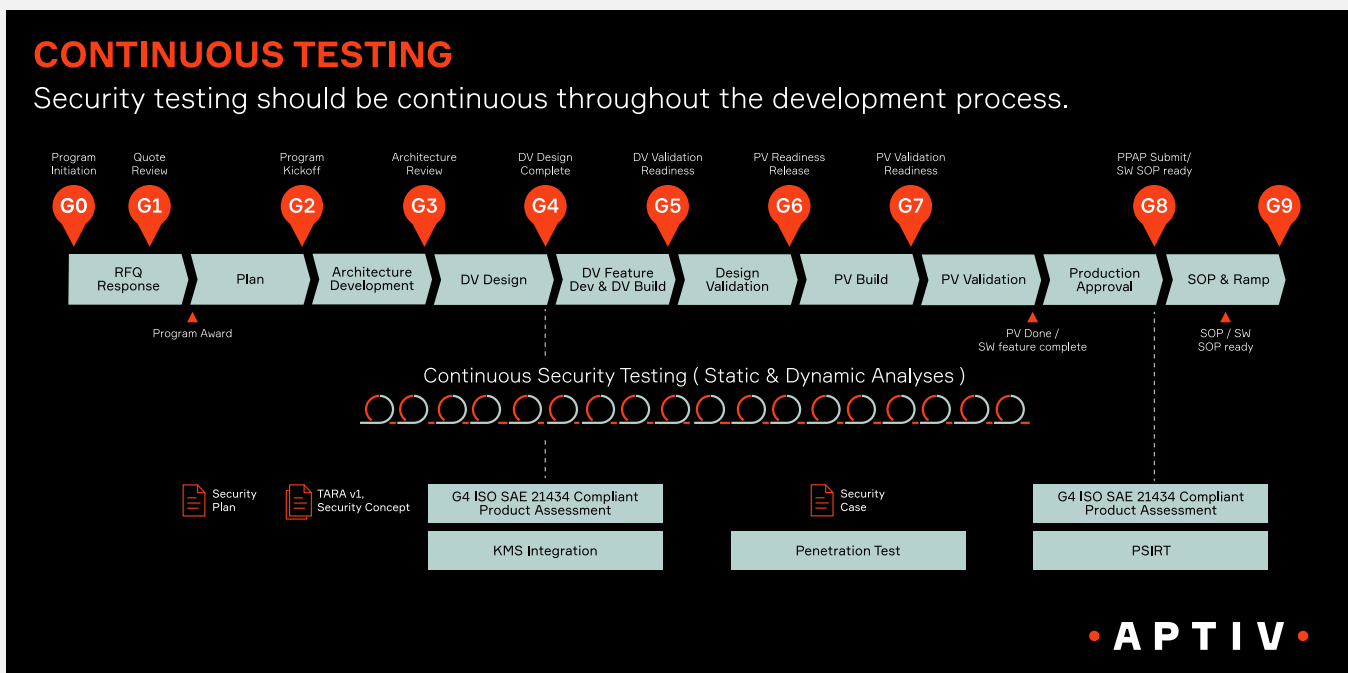 CONTINUOUS TESTING
Security testing should be continuous throughout the development process.
Program
Initiation
Quote
Review
Program
Kickoff
Architecture
Review
DV Design
Complete
DV Validation
Readiness
PV Readiness
Release
PV Validation
Readiness
PPAP Submit/
SW SOP ready
G0
G1
G2
G3
G4
G5
G6
G7
G8
G9
RFQ
Response
Plan
Architecture
Development
DV Design
DV Feature
Dev & DV Build
Design
Validation
PV Build
PV Validation
Production
Approval
SOP & Ramp
Program Award
PV Done /
SW feature complete
SOP / SW
SOP ready
Continuous Security Testing ( Static & Dynamic Analyses )
Security
Plan
TARA v1,
Security Concept
G4 ISO SAE 21434 Compliant
Product Assessment
KMS Integration
Security
Case
Penetration Test
G4 ISO SAE 21434 Compliant
Product Assessment
PSIRT
• APTIV •